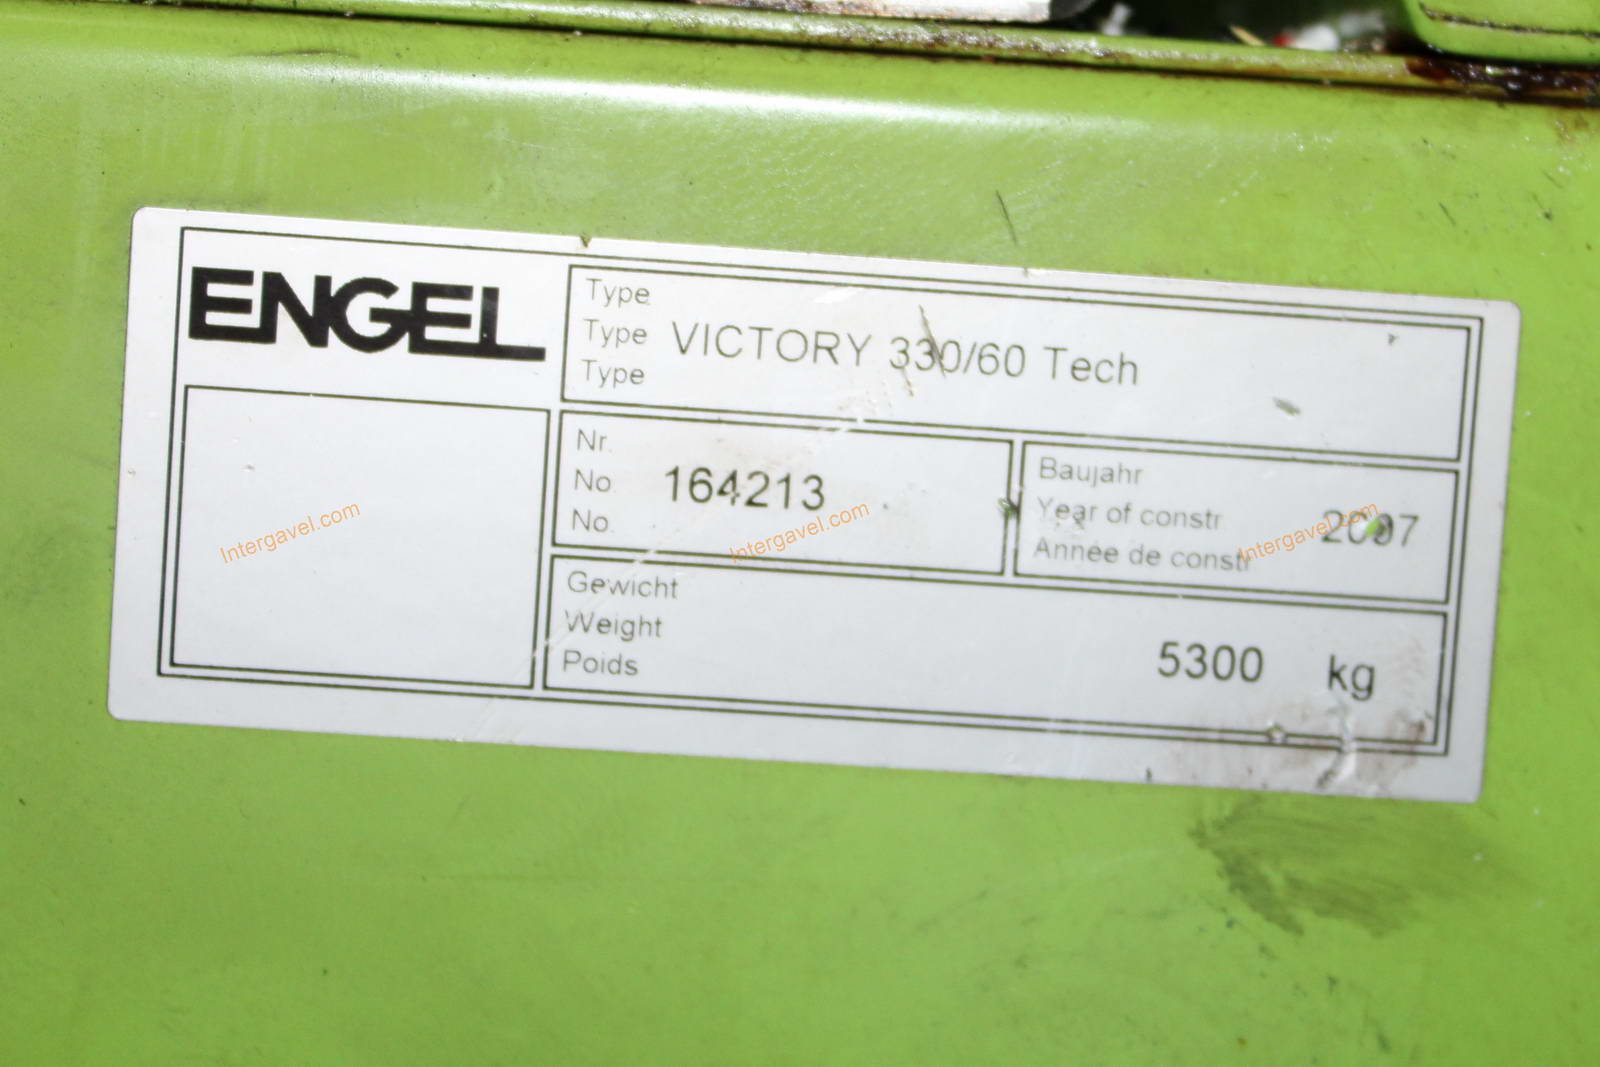 ENGEL
Type
Type VICTORY 330/60 Tech
Type
Nr.
No. 164213
No.
Baujahr
Year of constr. 2007
Année de constr.
Gewicht
Weight 5300 kg
Poids
Intergavel.com
Intergavel.com
Intergavel.com